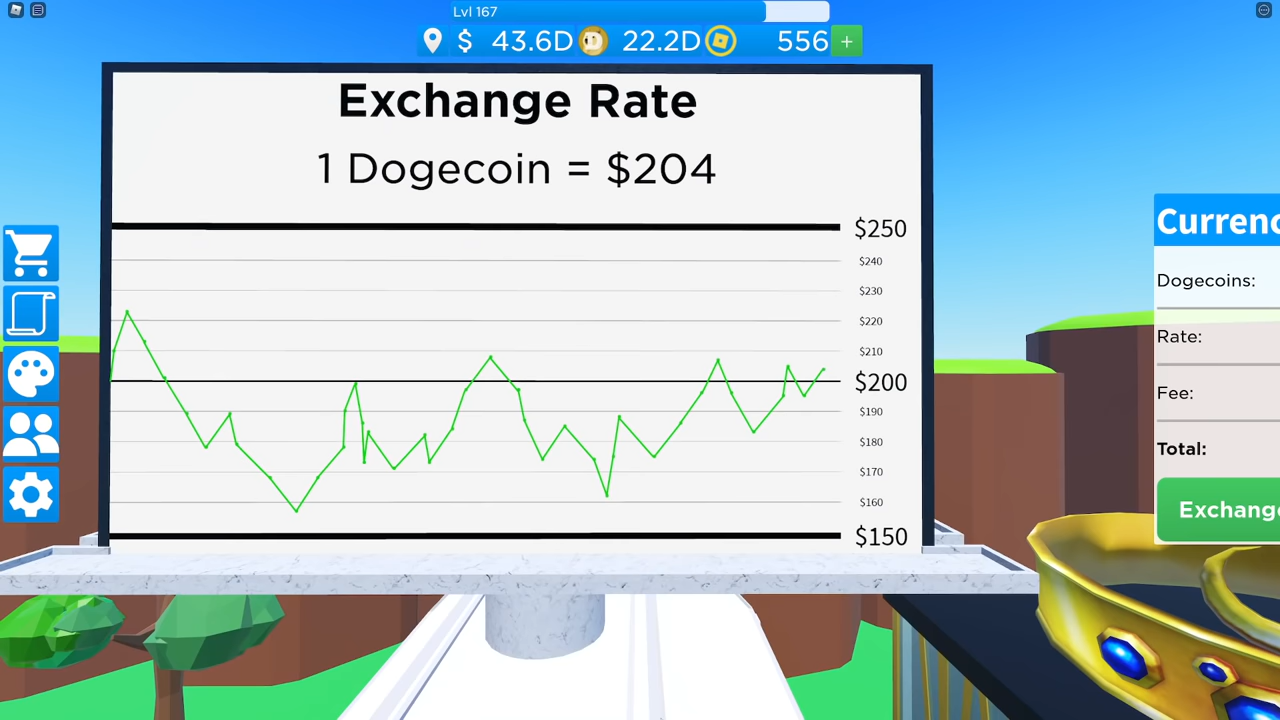 Lvl 167
$ 43.6D 22.2D 556 +
Exchange Rate
1 Dogecoin = $204
$250
$240
$230
$220
$210
$200
$190
$180
$170
$160
$150
Currenc
Dogecoins:
Rate:
Fee:
Total:
Exchange